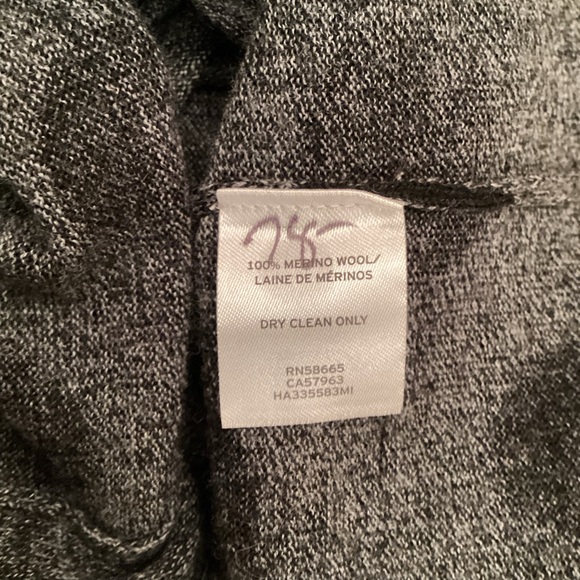 100% MERINO WOOL/
LAINE DE MÉRINOS
DRY CLEAN ONLY
RN58665
CA57963
HA335583MI